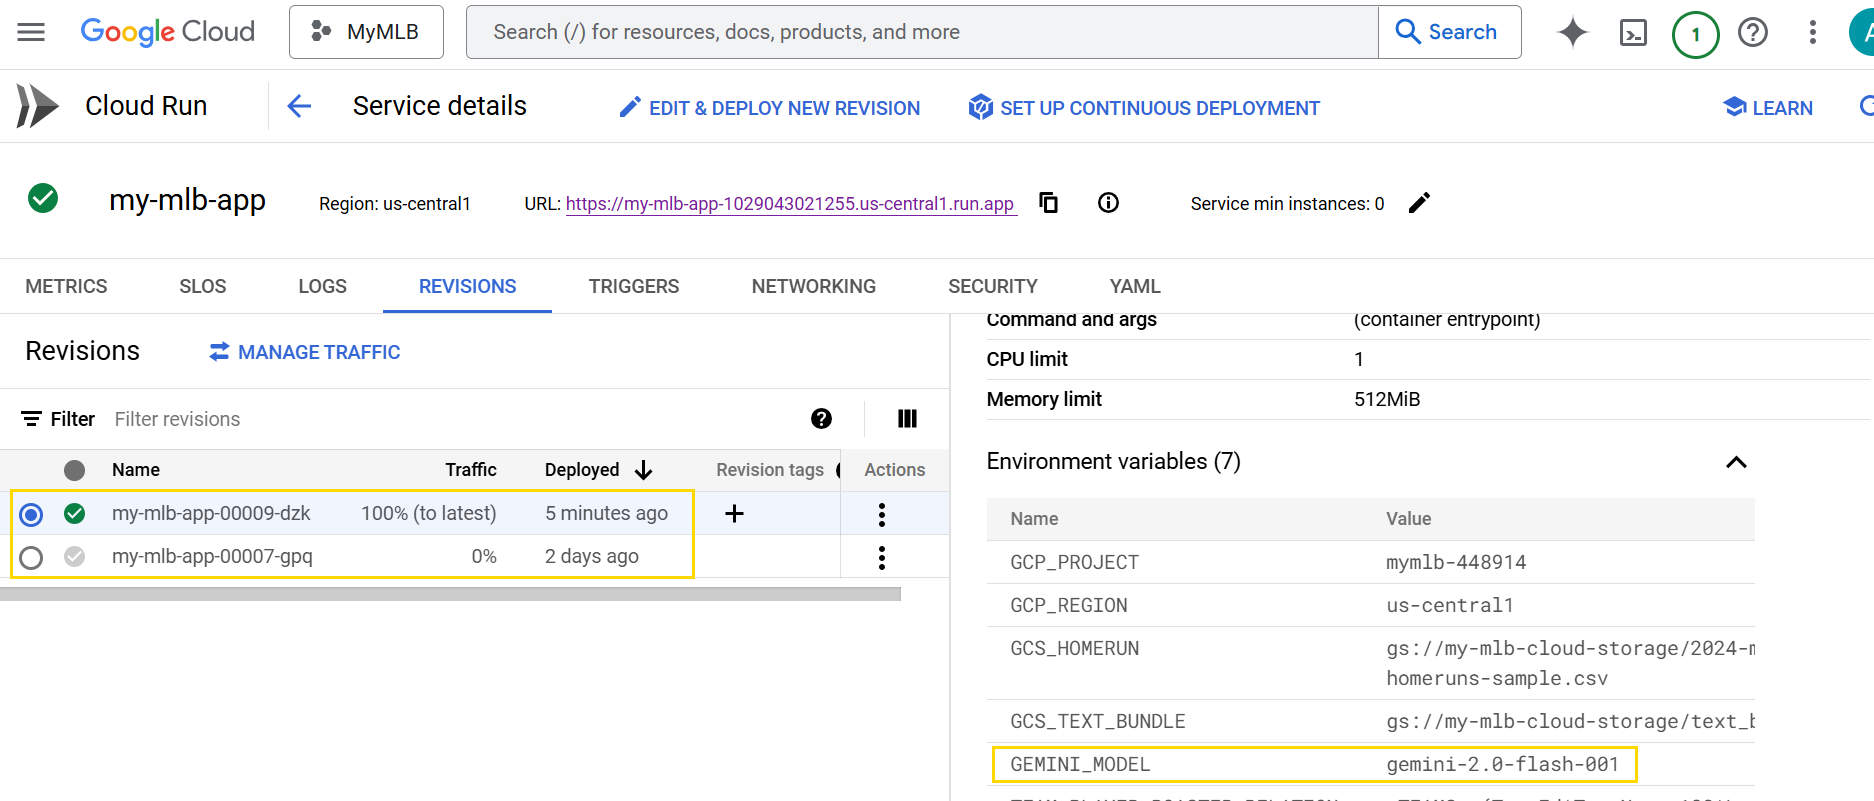 Google Cloud MyMLB Search (/) for resources, docs, products, and more Search 1 A
Cloud Run Service details EDIT & DEPLOY NEW REVISION SET UP CONTINUOUS DEPLOYMENT LEARN
my-mlb-app Region: us-central1 URL: https://my-mlb-app-1029043021255.us-central1.run.app Service min instances: 0
METRICS SLOS LOGS REVISIONS TRIGGERS NETWORKING SECURITY YAML
Revisions MANAGE TRAFFIC
Filter Filter revisions
Name Traffic Deployed Revision tags Actions
my-mlb-app-00009-dzk 100% (to latest) 5 minutes ago
my-mlb-app-00007-gpq 0% 2 days ago
Command and args (container entrypoint)
CPU limit 1
Memory limit 512MiB
Environment variables (7)
Name Value
GCP_PROJECT mymlb-448914
GCP_REGION us-central1
GCS_HOMERUN gs://my-mlb-cloud-storage/2024-m
homeruns-sample.csv
GCS_TEXT_BUNDLE gs://my-mlb-cloud-storage/text_b
GEMINI_MODEL gemini-2.0-flash-001